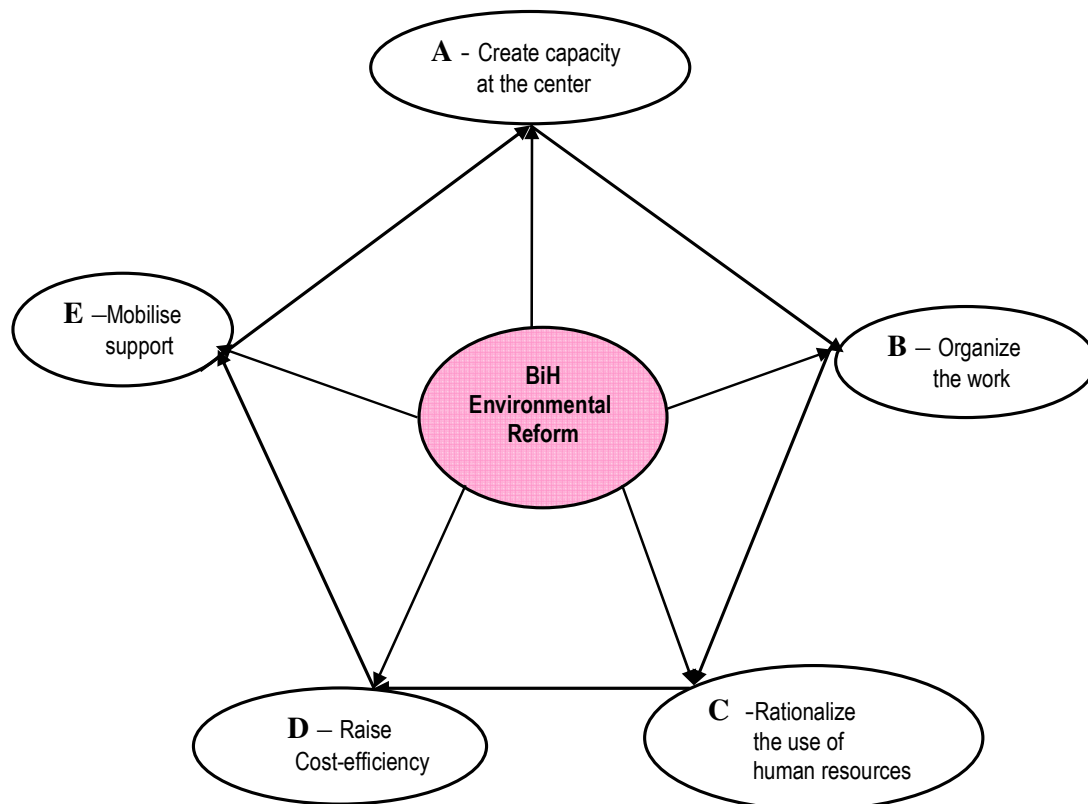 A - Create capacity
at the center
E –Mobilise
support
B – Organize
the work
BiH
Environmental
Reform
D – Raise
Cost-efficiency
C -Rationalize
the use of
human resources